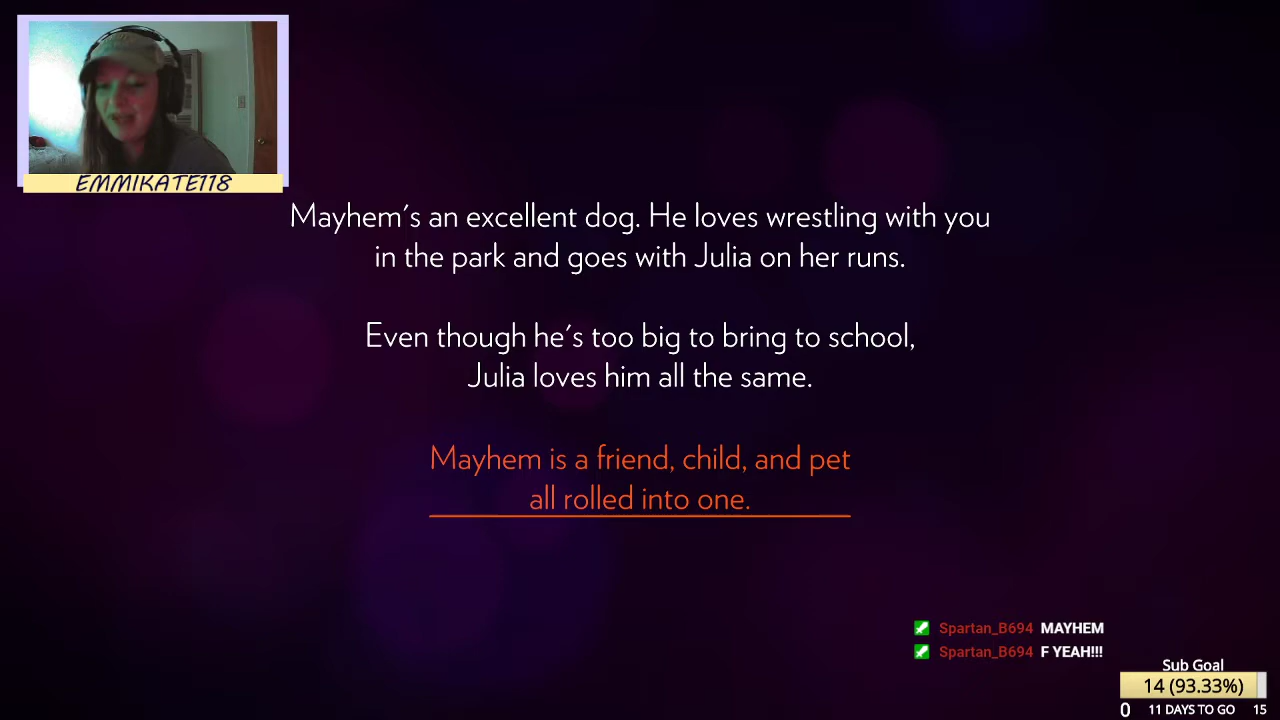 EMMIKATE118
Mayhem's an excellent dog. He loves wrestling with you
in the park and goes with Julia on her runs.
Even though he's too big to bring to school,
Julia loves him all the same.
Mayhem is a friend, child, and pet
all rolled into one.
Spartan_B694 MAYHEM
Spartan_B694 F YEAH!!!
Sub Goal
14 (93.33%)
0 11 DAYS TO GO 15